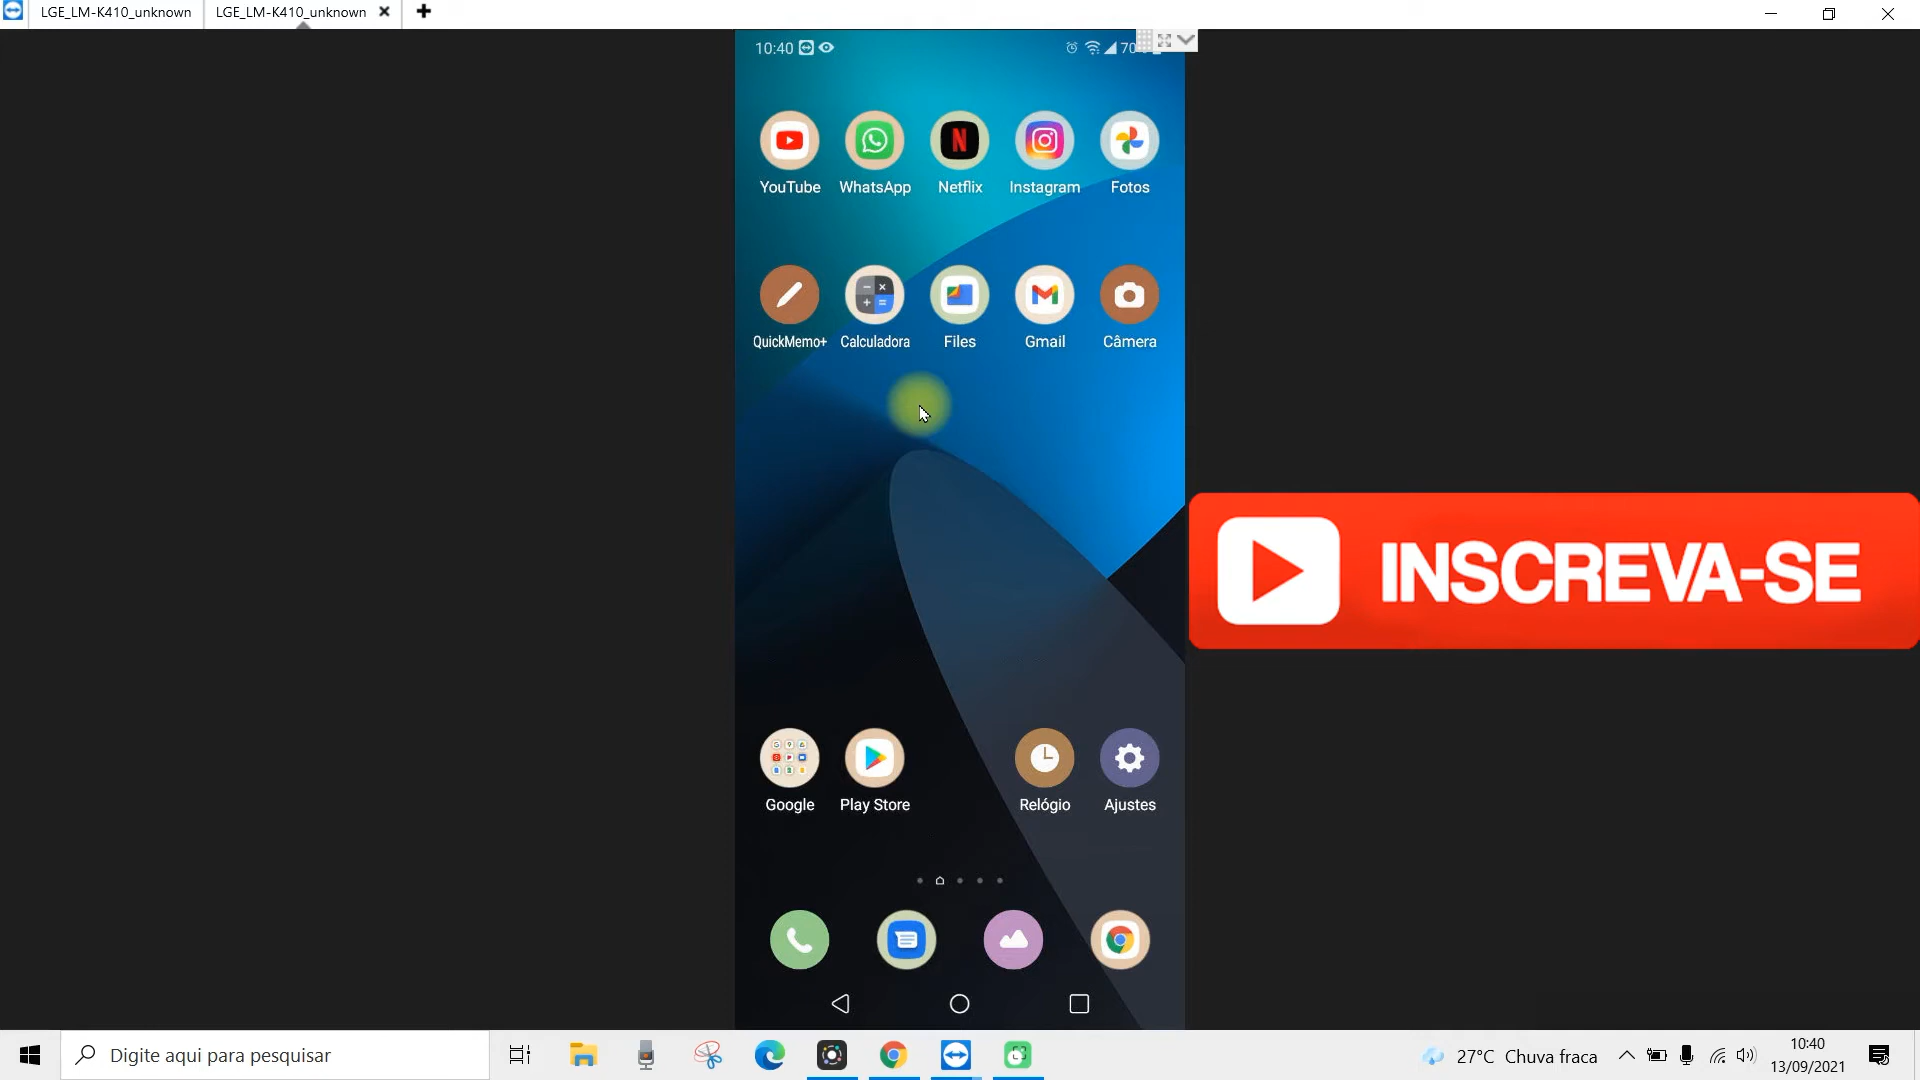 LGE_LM-K410_unknown
LGE_LM-K410_unknown
10:40
70
YouTube
WhatsApp
Netflix
Instagram
Fotos
QuickMemo+
Calculadora
Files
Gmail
Câmera
INSCREVA-SE
Google
Play Store
Relógio
Ajustes
Digite aqui para pesquisar
27°C Chuva fraca
10:40
13/09/2021